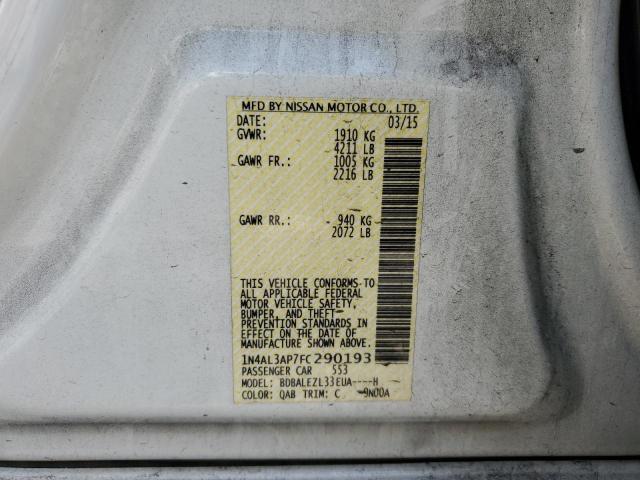 MFD BY NISSAN MOTOR CO., LTD.
DATE: 03/15
GVWR: 1910 KG
4211 LB
GAWR FR.: 1005 KG
2216 LB
GAWR RR.: 940 KG
2072 LB
THIS VEHICLE CONFORMS TO
ALL APPLICABLE FEDERAL
MOTOR VEHICLE SAFETY,
BUMPER, AND THEFT
PREVENTION STANDARDS IN
EFFECT ON THE DATE OF
MANUFACTURE SHOWN ABOVE.
1N4AL3AP7FC290193
PASSENGER CAR 553
MODEL: BDBALEZL33EUA----H
COLOR: QAB TRIM: C 9N00A